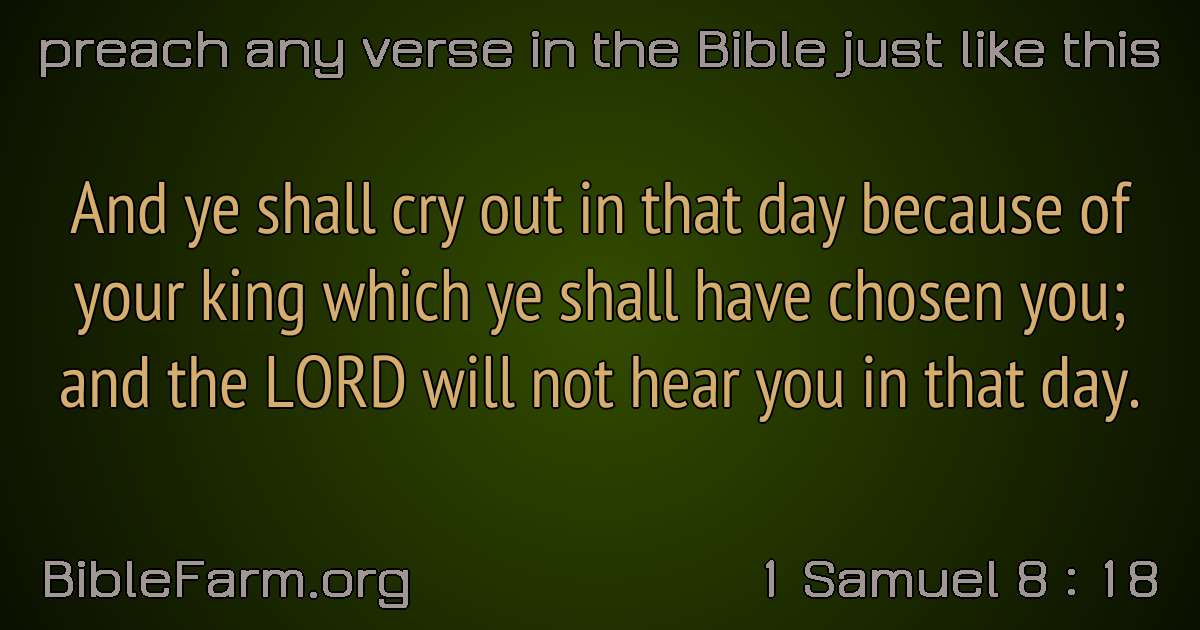 preach any verse in the Bible just like this
And ye shall cry out in that day because of
your king which ye shall have chosen you;
and the LORD will not hear you in that day.
BibleFarm.org
1 Samuel 8 : 18